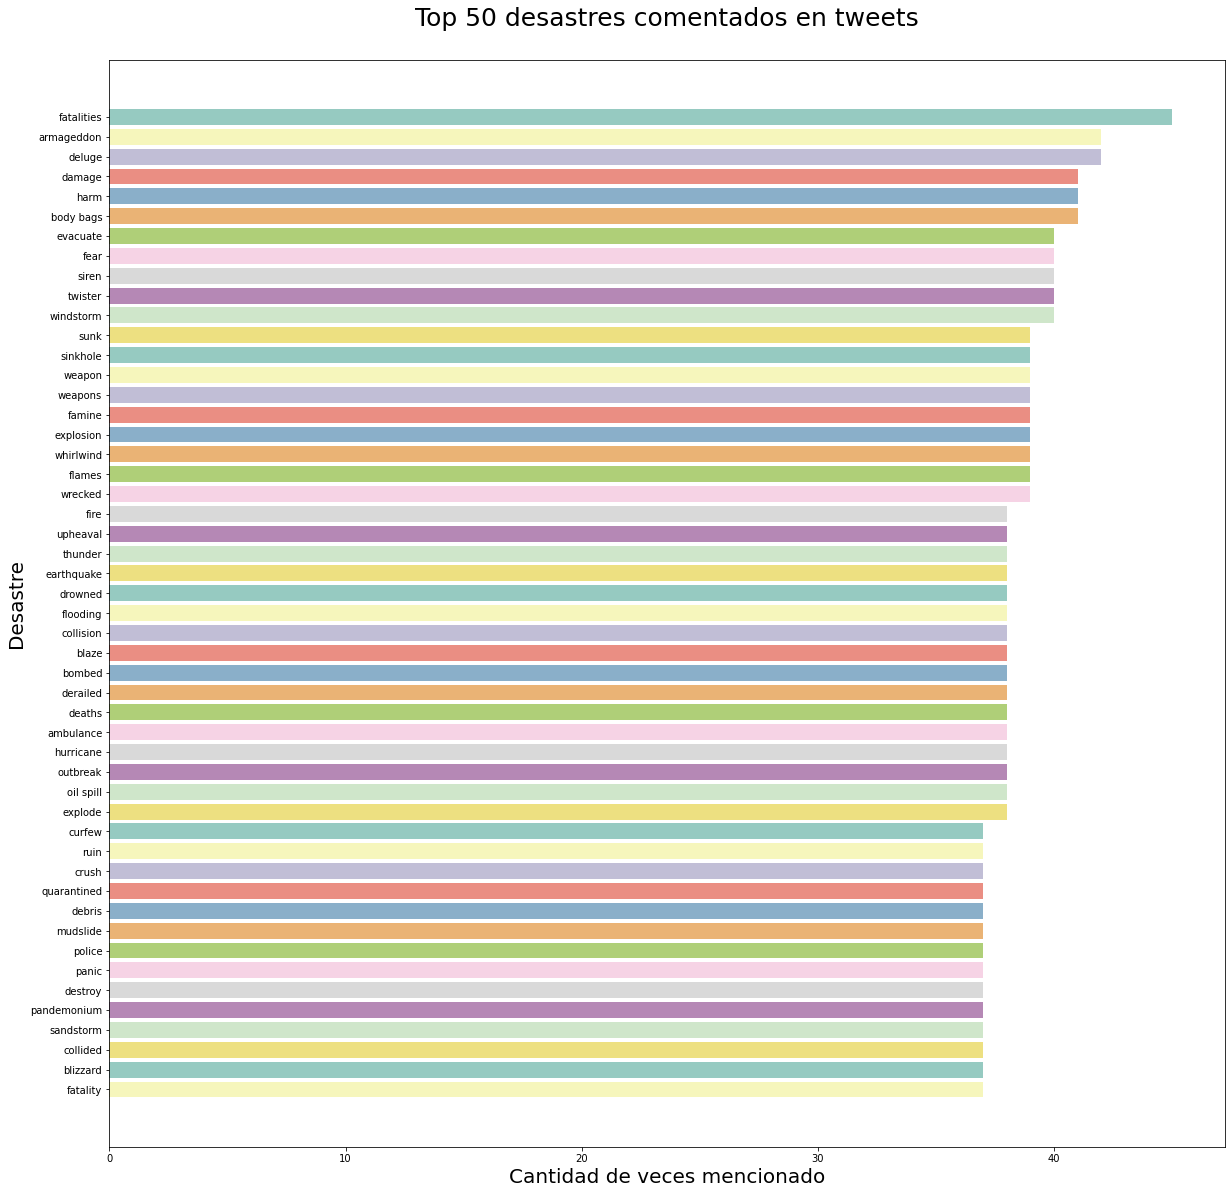 Top 50 desastres comentados en tweets
Desastre
fatalities
armageddon
deluge
damage
harm
body bags
evacuate
fear
siren
twister
windstorm
sunk
sinkhole
weapon
weapons
famine
explosion
whirlwind
flames
wrecked
fire
upheaval
thunder
earthquake
drowned
flooding
collision
blaze
bombed
derailed
deaths
ambulance
hurricane
outbreak
oil spill
explode
curfew
ruin
crush
quarantined
debris
mudslide
police
panic
destroy
pandemonium
sandstorm
collided
blizzard
fatality
0 10 20 30 40
Cantidad de veces mencionado